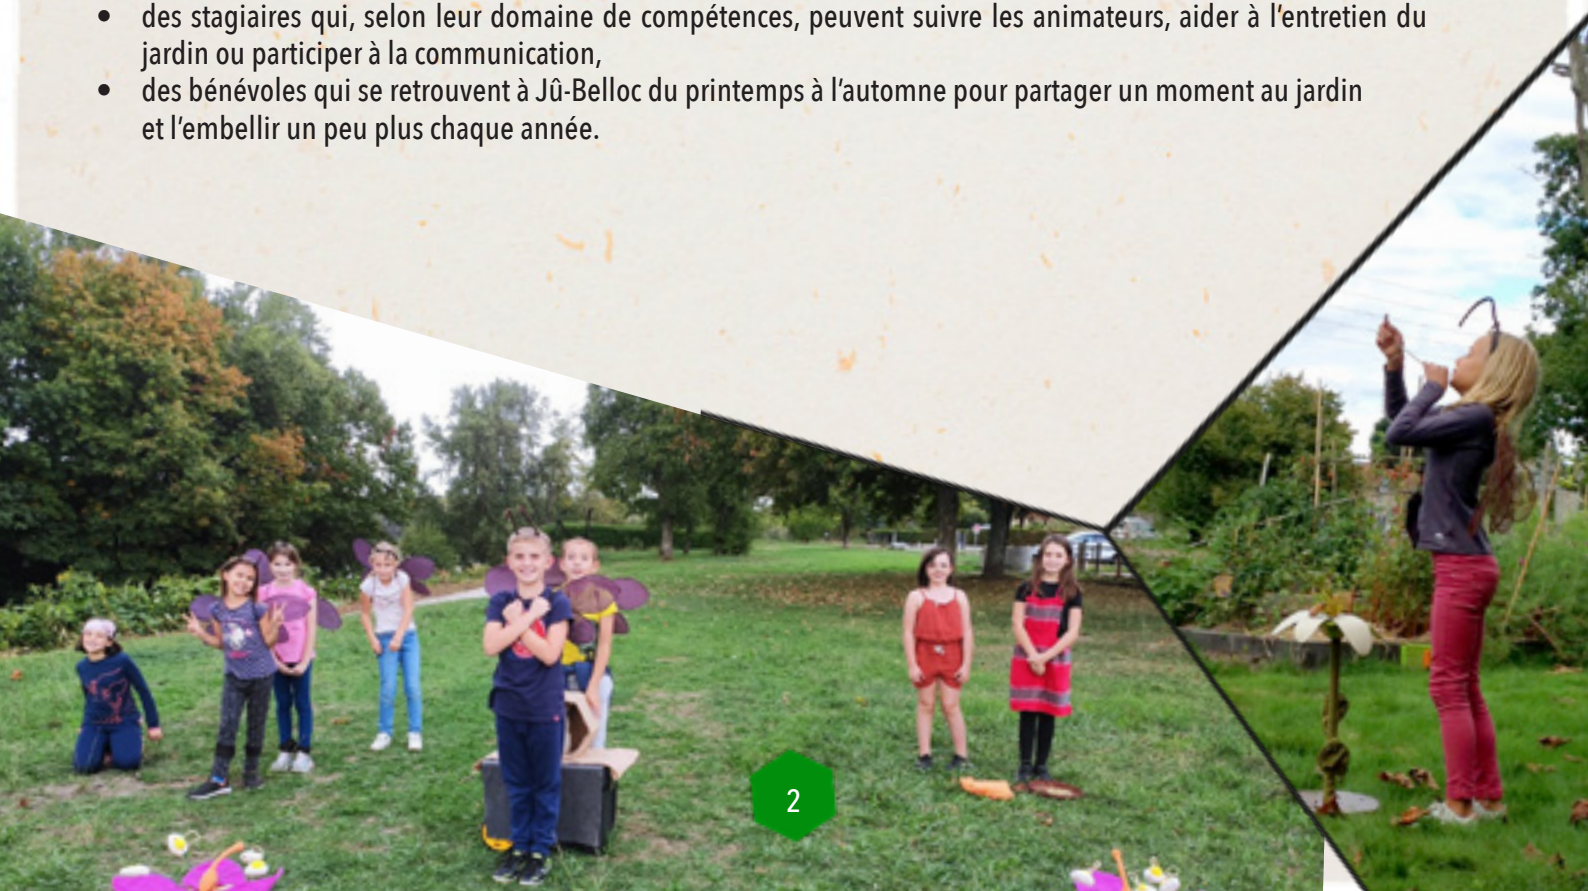 • des stagiaires qui, selon leur domaine de compétences, peuvent suivre les animateurs, aider à l'entretien du
jardin ou participer à la communication,
• des bénévoles qui se retrouvent à Jû-Belloc du printemps à l'automne pour partager un moment au jardin
et l'embellir un peu plus chaque année.
2